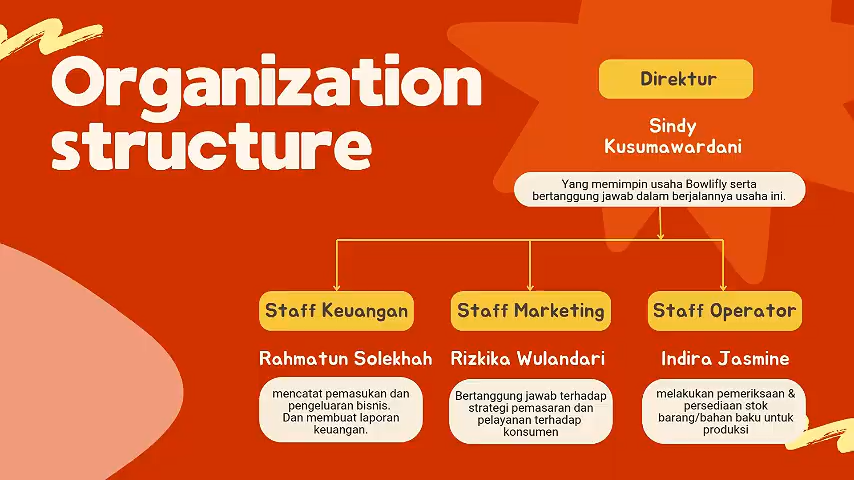 Organization
structure
Direktur
Sindy
Kusumawardani
Yang memimpin usaha Bowlifly serta
bertanggung jawab dalam berjalannya usaha ini.
Staff Keuangan
Rahmatun Solekhah
mencatat pemasukan dan
pengeluaran bisnis.
Dan membuat laporan
keuangan.
Staff Marketing
Rizkika Wulandari
Bertanggung jawab terhadap
strategi pemasaran dan
pelayanan terhadap
konsumen
Staff Operator
Indira Jasmine
melakukan pemeriksaan &
persediaan stok
barang/bahan baku untuk
produksi